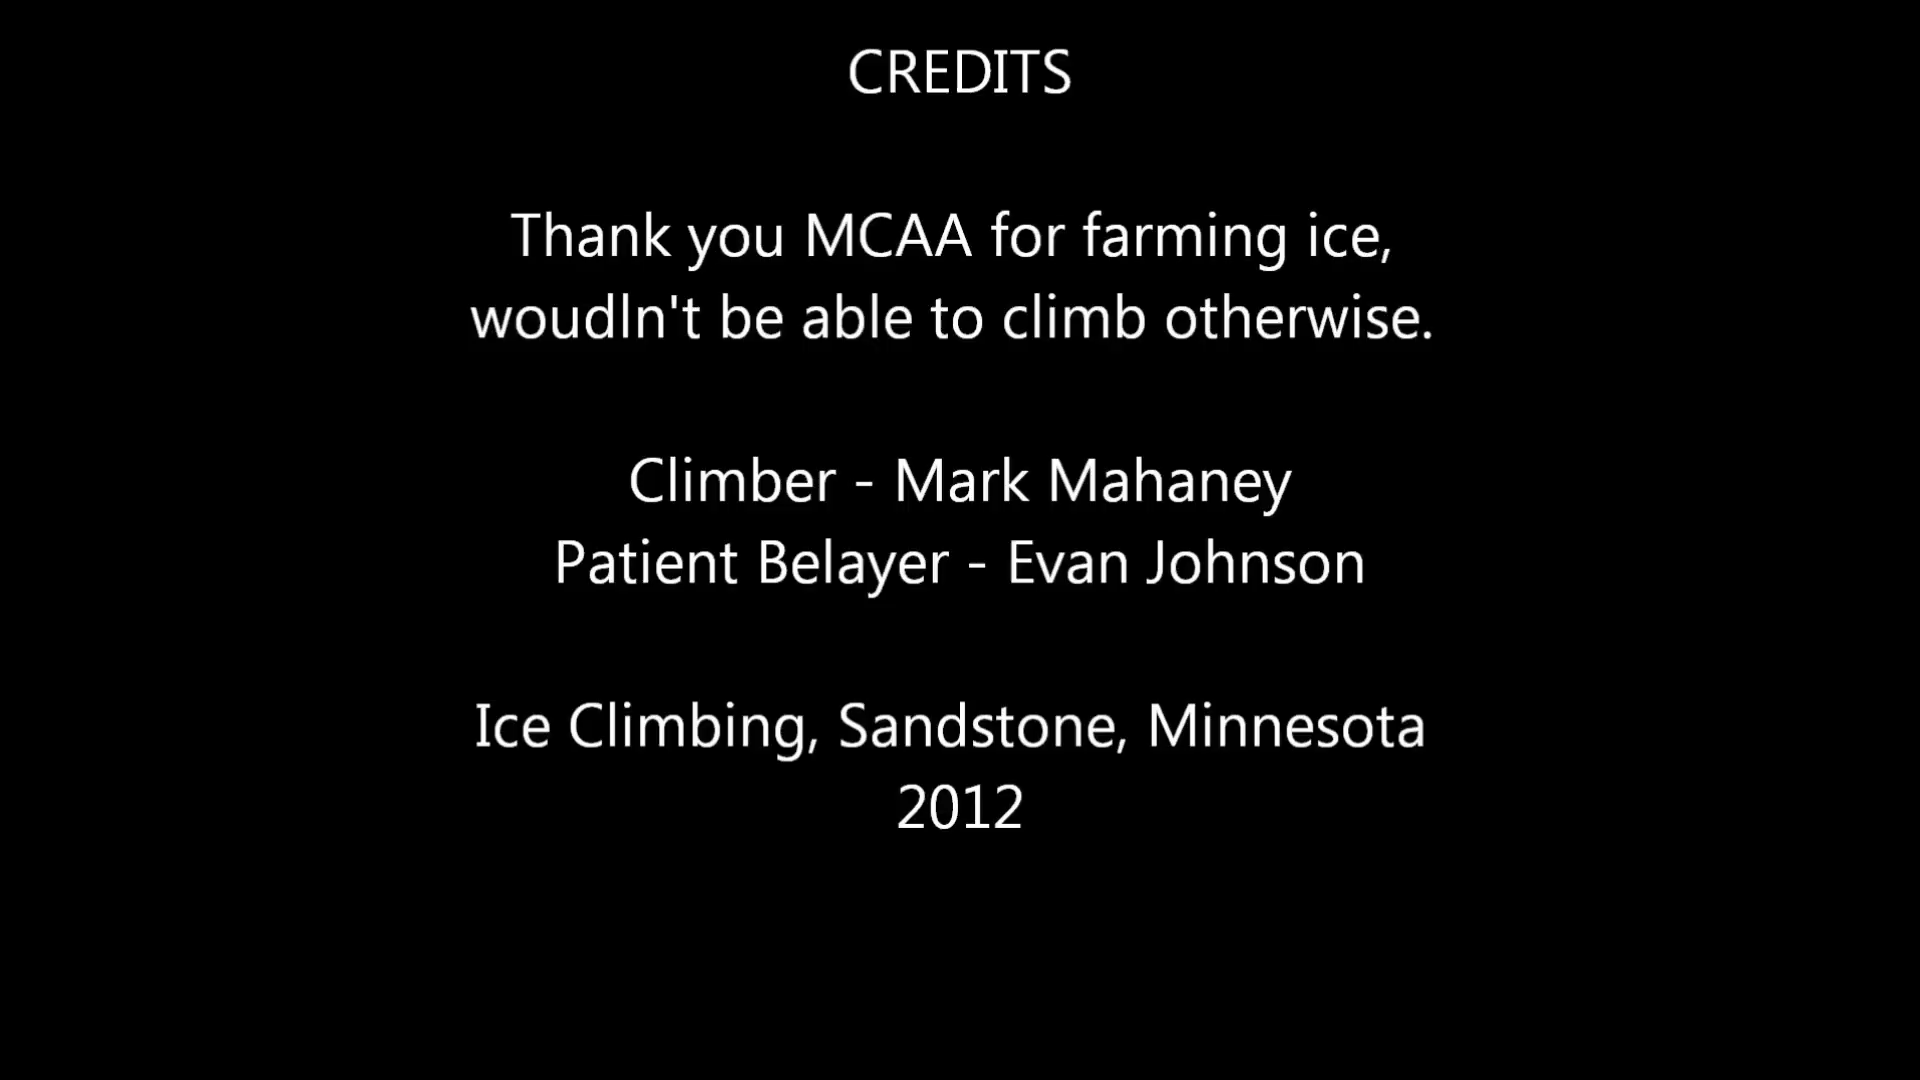 CREDITS
Thank you MCAA for farming ice,
woudln't be able to climb otherwise.
Climber - Mark Mahaney
Patient Belayer - Evan Johnson
Ice Climbing, Sandstone, Minnesota
2012